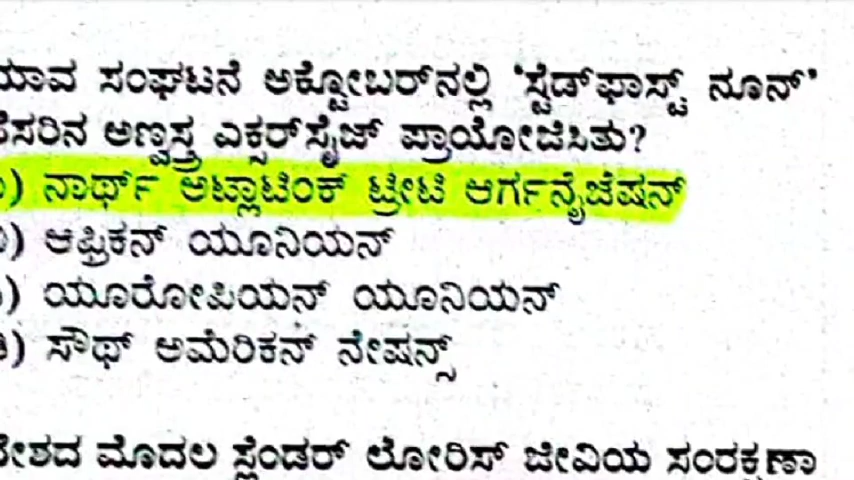 ಯಾವ ಸಂಘಟನೆ ಅಕ್ಟೋಬರ್‌ನಲ್ಲಿ 'ಸ್ಟೆಡ್‌ಫಾಸ್ಟ್ ನೂನ್'
ಹೆಸರಿನ ಅಣ್ವಸ್ತ್ರ ಎಕ್ಸರ್‌ಸೈಜ್ ಪ್ರಾಯೋಜಿಸಿತು?
) ನಾರ್ಥ್ ಅಟ್ಲಾಟಿಂಕ್ ಟ್ರೀಟಿ ಆರ್ಗನೈಜೆಷನ್
) ಆಫ್ರಿಕನ್ ಯೂನಿಯನ್
) ಯೂರೋಪಿಯನ್ ಯೂನಿಯನ್
) ಸೌಥ್ ಅಮೆರಿಕನ್ ನೇಷನ್ಸ್
ದೇಶದ ಮೊದಲ ಸ್ಲೆಂಡರ್ ಲೋರಿಸ್ ಜೀವಿಯ ಸಂರಕ್ಷಣಾ